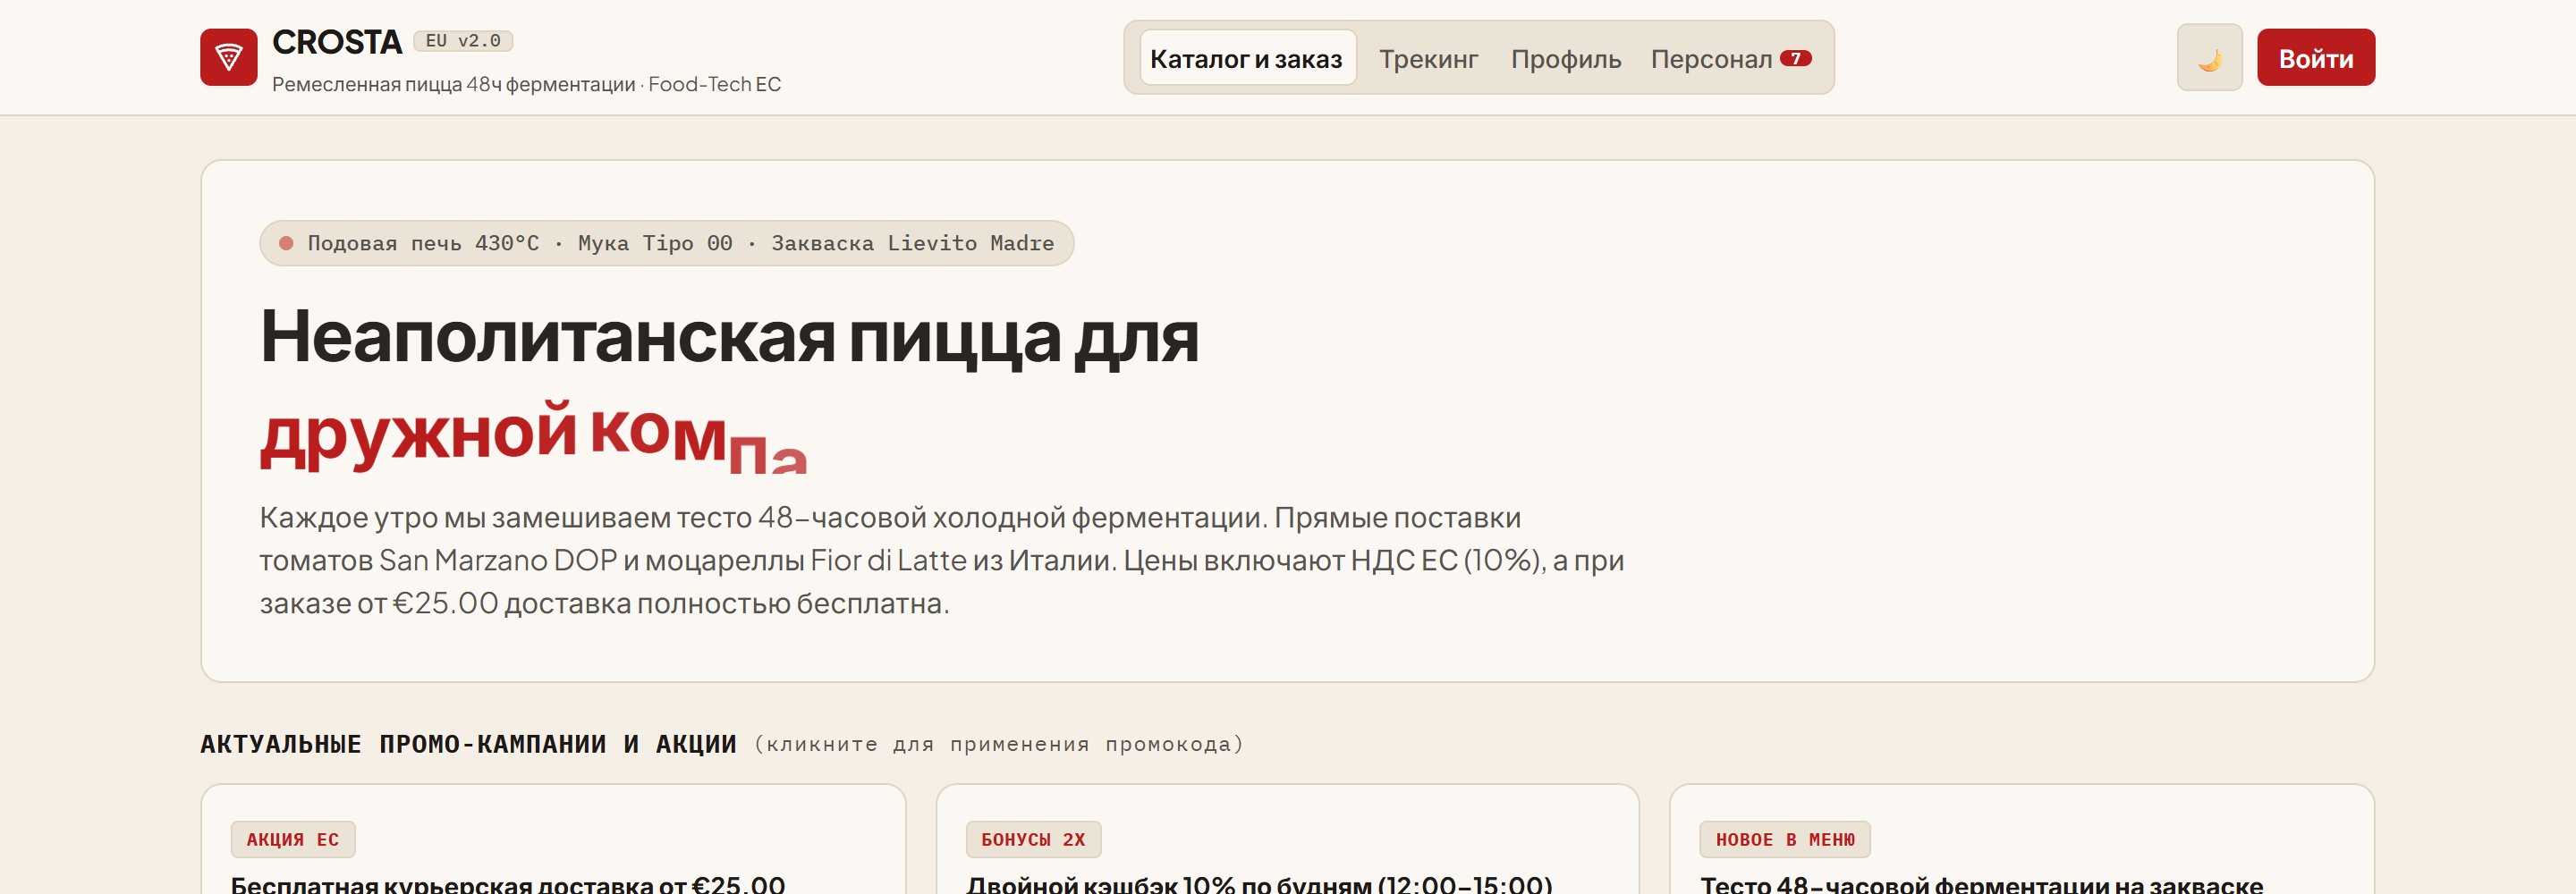 CROSTA EU v2.0
Ремесленная пицца 48ч ферментации · Food-Tech ЕС
Каталог и заказ Трекинг Профиль Персонал 7
Войти
Подовая печь 430°C · Мука Tipo 00 · Закваска Lievito Madre
Неаполитанская пицца для
дружной компа
Каждое утро мы замешиваем тесто 48-часовой холодной ферментации. Прямые поставки
томатов San Marzano DOP и моцареллы Fior di Latte из Италии. Цены включают НДС ЕС (10%), а при
заказе от €25.00 доставка полностью бесплатна.
АКТУАЛЬНЫЕ ПРОМО-КАМПАНИИ И АКЦИИ (кликните для применения промокода)
АКЦИЯ ЕС
Бесплатная курьерская доставка от €25.00
БОНУСЫ 2X
Двойной кэшбэк 10% по будням (12:00-15:00)
НОВОЕ В МЕНЮ
Тесто 48-часовой ферментации на закваске